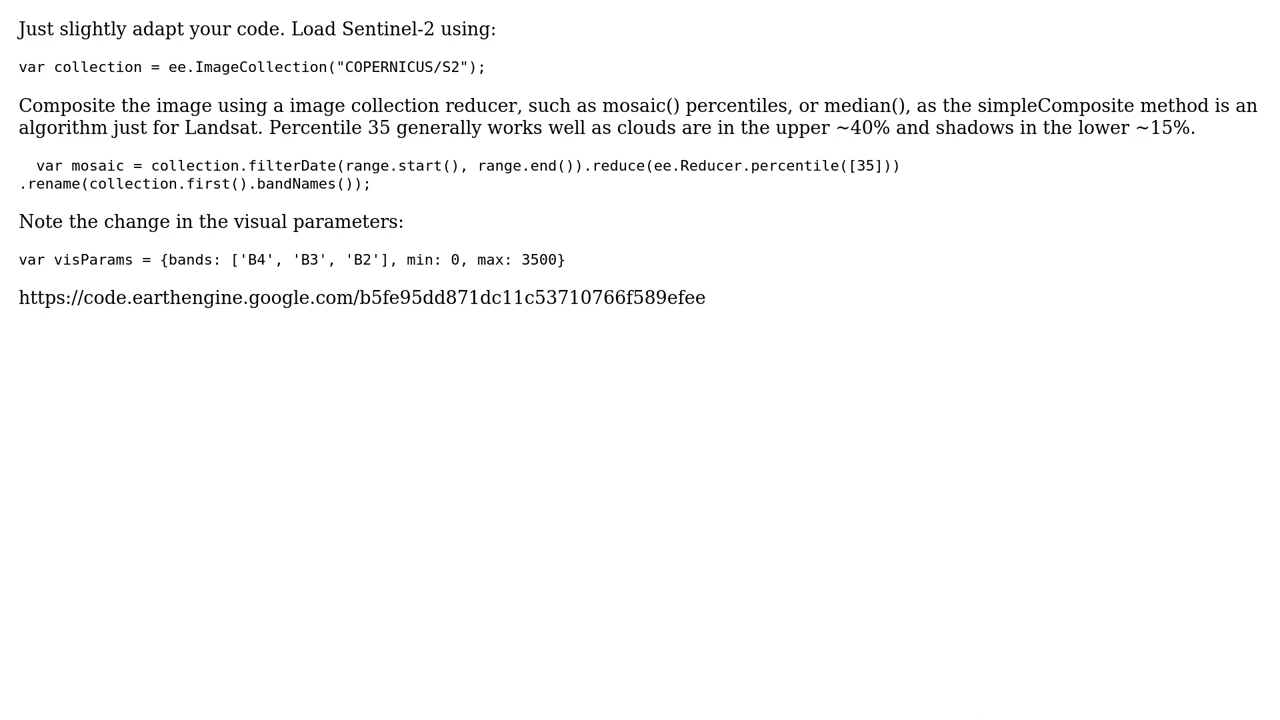 Just slightly adapt your code. Load Sentinel-2 using:
var collection = ee.ImageCollection("COPERNICUS/S2");
Composite the image using a image collection reducer, such as mosaic() percentiles, or median(), as the simpleComposite method is an
algorithm just for Landsat. Percentile 35 generally works well as clouds are in the upper ~40% and shadows in the lower ~15%.
  var mosaic = collection.filterDate(range.start(), range.end()).reduce(ee.Reducer.percentile([35]))
.rename(collection.first().bandNames());
Note the change in the visual parameters:
var visParams = {bands: ['B4', 'B3', 'B2'], min: 0, max: 3500}
https://code.earthengine.google.com/b5fe95dd871dc11c53710766f589efee